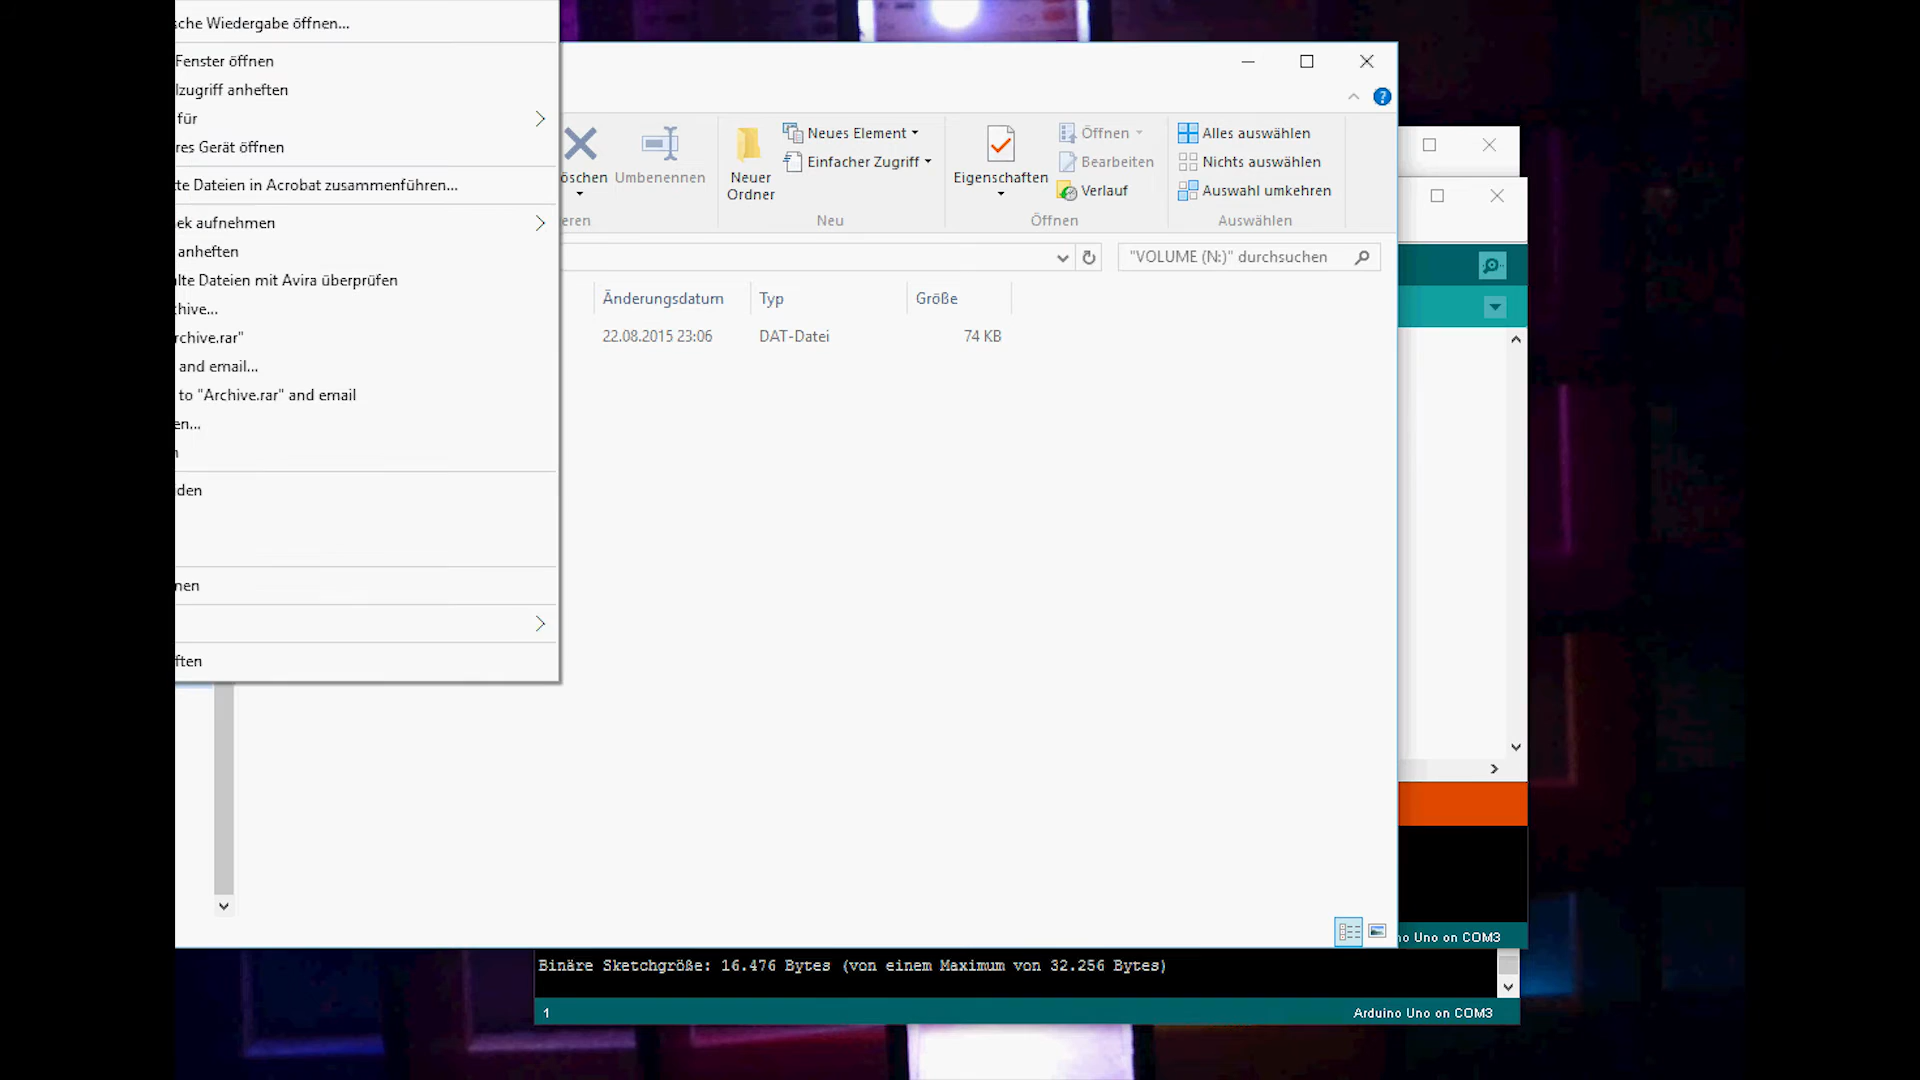 sche Wiedergabe öffnen...
Fenster öffnen
lzugriff anheften
für
res Gerät öffnen
te Dateien in Acrobat zusammenführen...
ek aufnehmen
anheften
lte Dateien mit Avira überprüfen
chive...
rchive.rar"
and email...
to "Archive.rar" and email
en...
n
den
nen
ften
öschen
Umbenennen
eren
Neuer
Ordner
Neues Element
Einfacher Zugriff
Neu
Eigenschaften
Öffnen
Bearbeiten
Verlauf
Öffnen
Alles auswählen
Nichts auswählen
Auswahl umkehren
Auswählen
"VOLUME (N:)" durchsuchen
Änderungsdatum Typ Größe
22.08.2015 23:06 DAT-Datei 74 KB
no Uno on COM3
Binäre Sketchgröße: 16.476 Bytes (von einem Maximum von 32.256 Bytes)
1 Arduino Uno on COM3